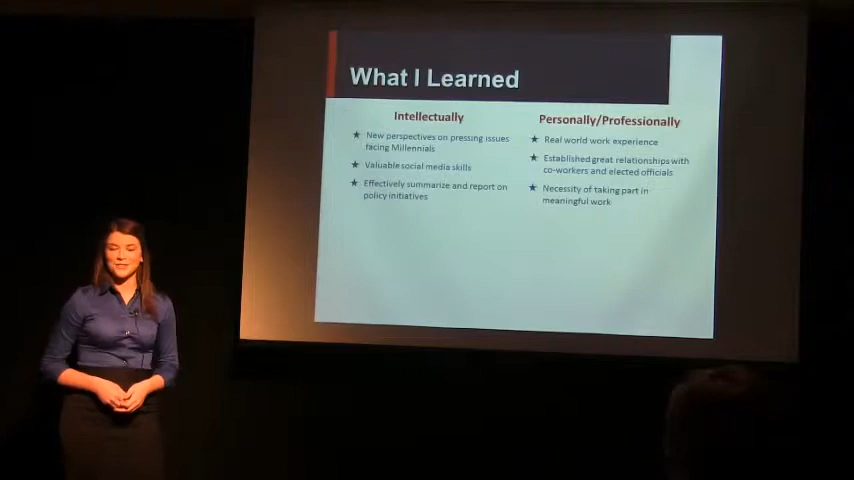 What I Learned
Intellectually
New perspectives on pressing issues
facing Millennials
Valuable social media skills
Effectively summarize and report on
policy initiatives
Personally/Professionally
Real world work experience
Established great relationships with
co-workers and elected officials
Necessity of taking part in
meaningful work